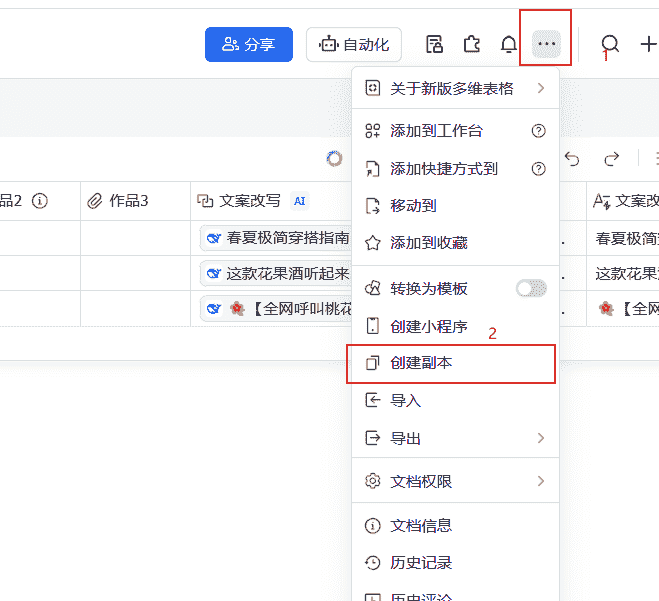 分享
自动化
1
关于新版多维表格
添加到工作台
添加快捷方式到
移动到
添加到收藏
转换为模板
创建小程序
2
创建副本
导入
导出
文档权限
文档信息
历史记录
历史评论
品2
作品3
文案改写 AI
文案改
春夏极简穿搭指南
春夏极简
这款花果酒听起来
这款花果
【全网呼叫桃花
【全网